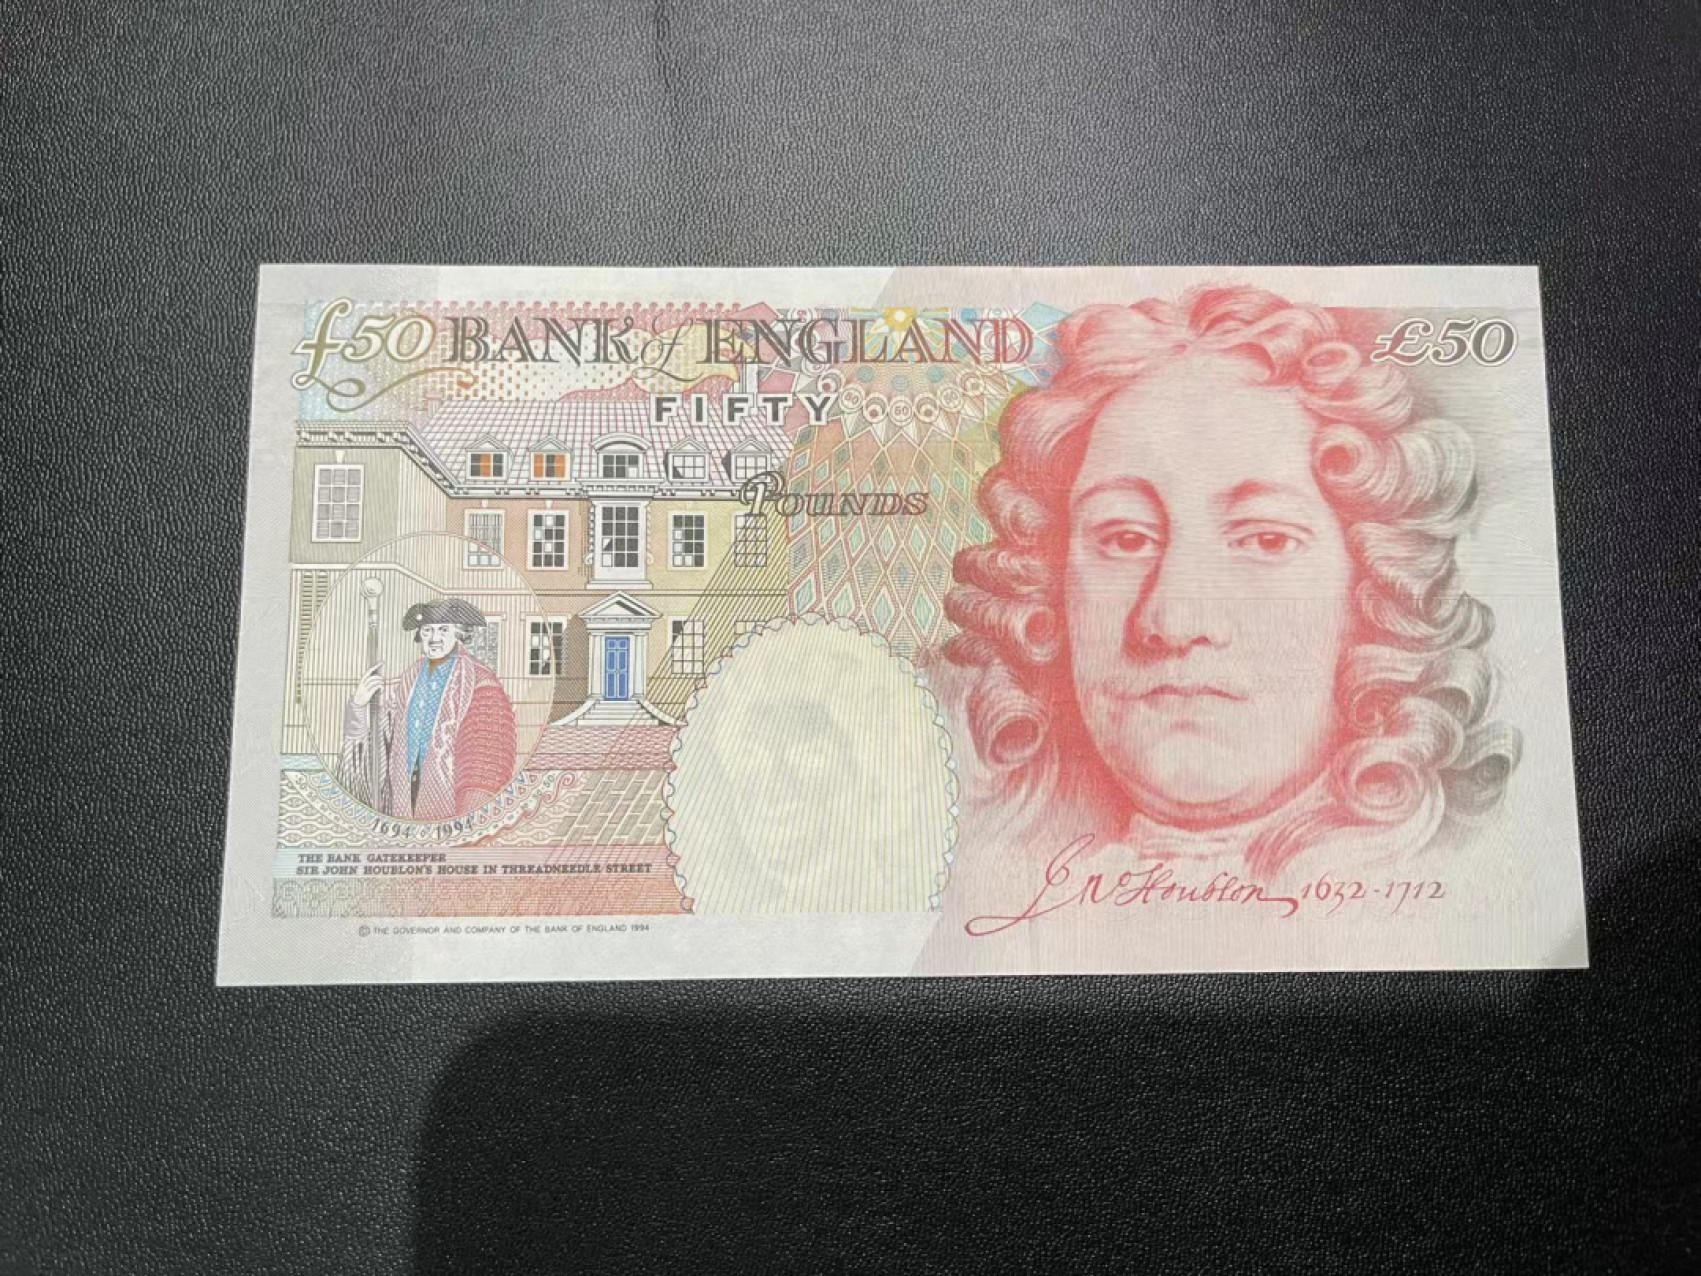 £50 BANK of ENGLAND £50
FIFTY
POUNDS
1694 1994
THE BANK GATEKEEPER
SIR JOHN HOUBLON'S HOUSE IN THREADNEEDLE STREET
© THE GOVERNOR AND COMPANY OF THE BANK OF ENGLAND 1994
Jno Houblon 1632-1712